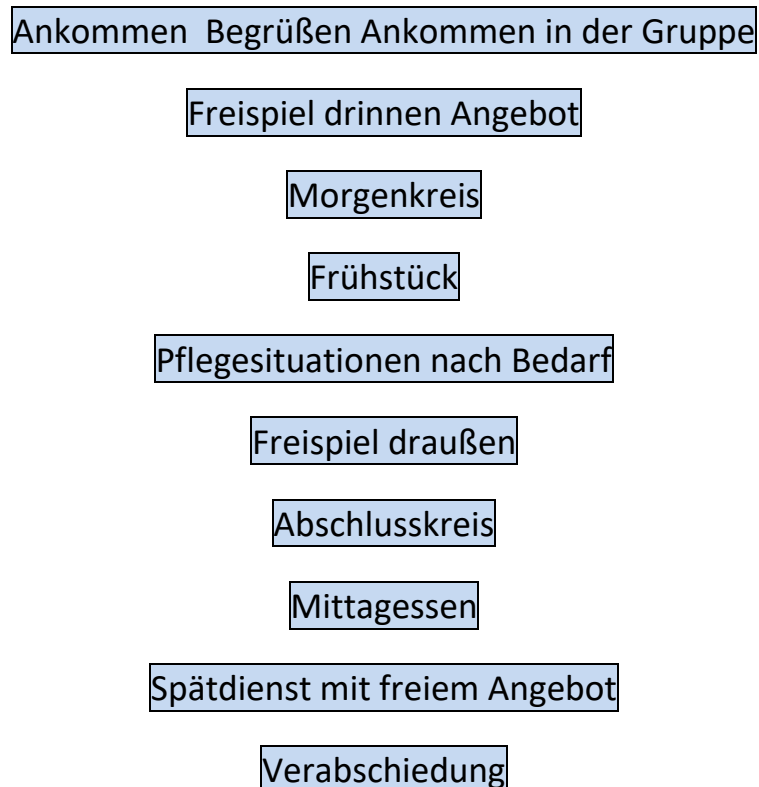 Ankommen  Begrüßen Ankommen in der Gruppe
Freispiel drinnen Angebot
Morgenkreis
Frühstück
Pflegesituationen nach Bedarf
Freispiel draußen
Abschlusskreis
Mittagessen
Spätdienst mit freiem Angebot
Verabschiedung